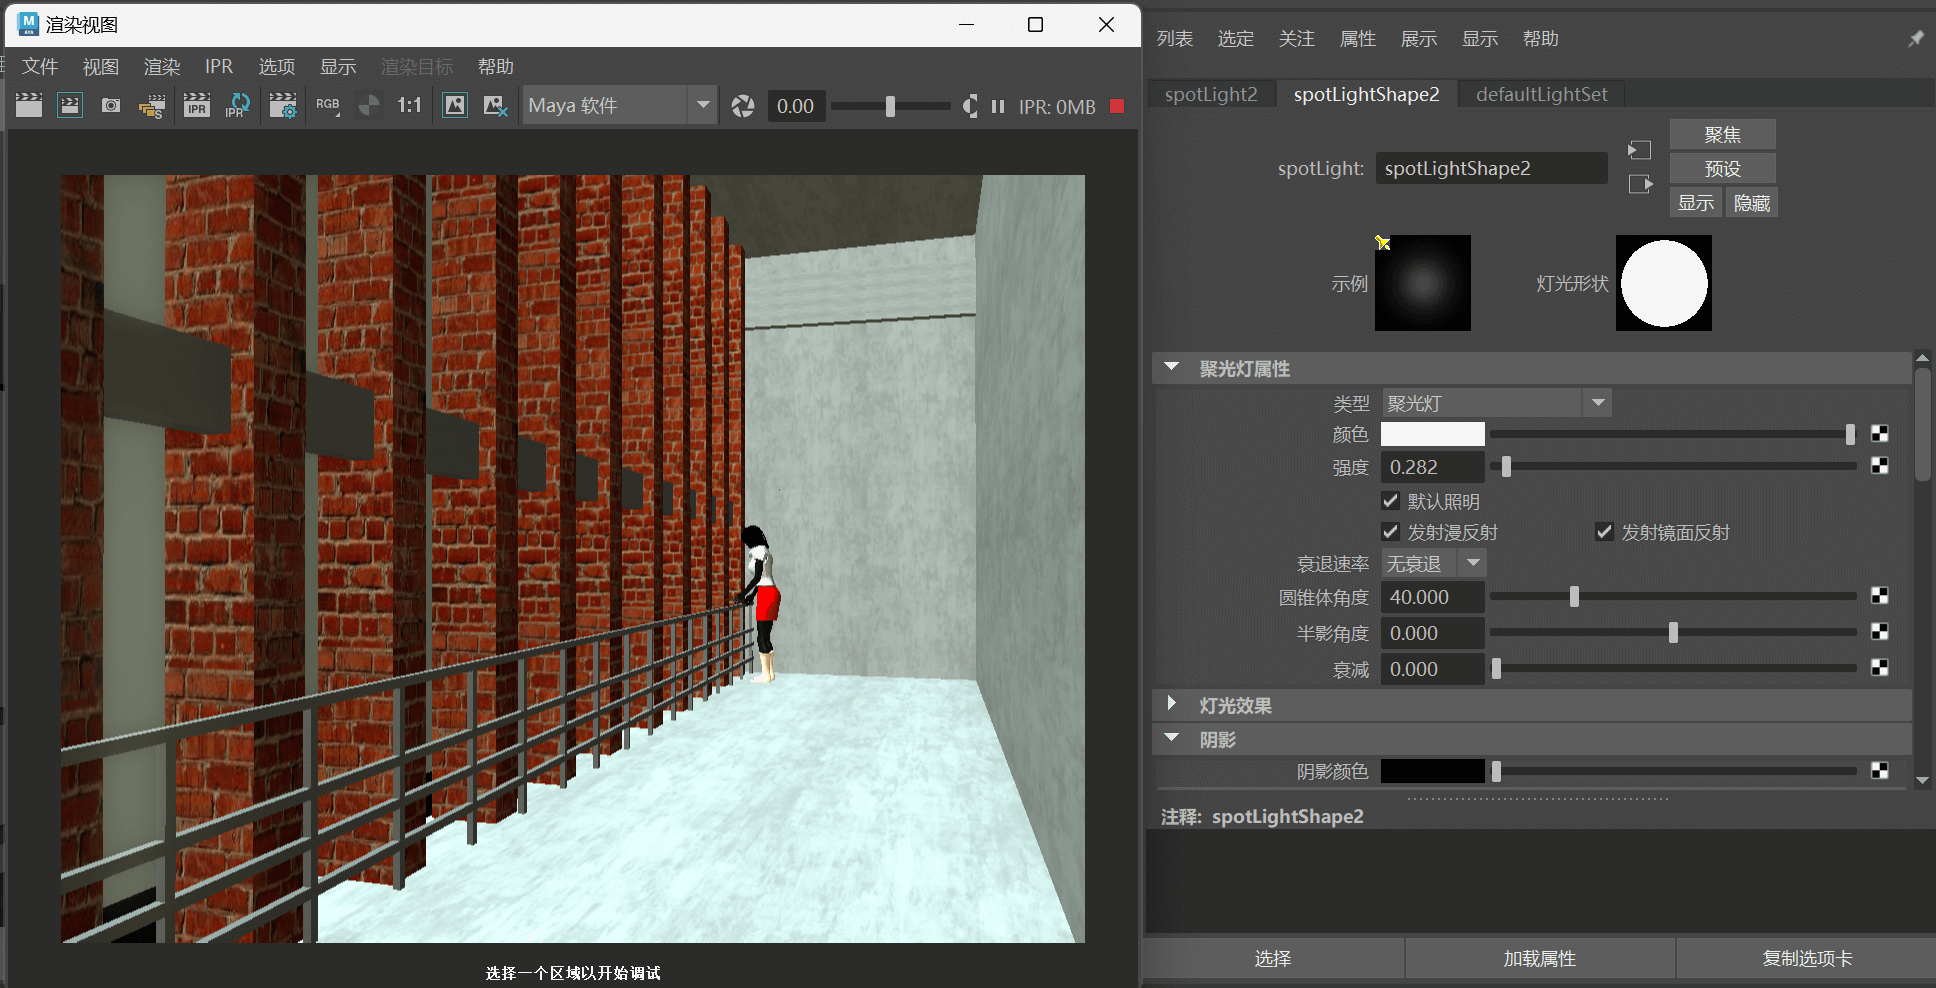 渲染视图
文件 视图 渲染 IPR 选项 显示 渲染目标 帮助
IPR IPR RGB 1:1 Maya 软件 0.00 IPR: 0MB
选择一个区域以开始调试
列表 选定 关注 属性 展示 显示 帮助
spotLight2 spotLightShape2 defaultLightSet
聚焦
spotLight: spotLightShape2 预设
显示 隐藏
示例 灯光形状
聚光灯属性
类型 聚光灯
颜色
强度 0.282
默认照明
发射漫反射 发射镜面反射
衰退速率 无衰退
圆锥体角度 40.000
半影角度 0.000
衰减 0.000
灯光效果
阴影
阴影颜色
注释: spotLightShape2
选择 加载属性 复制选项卡